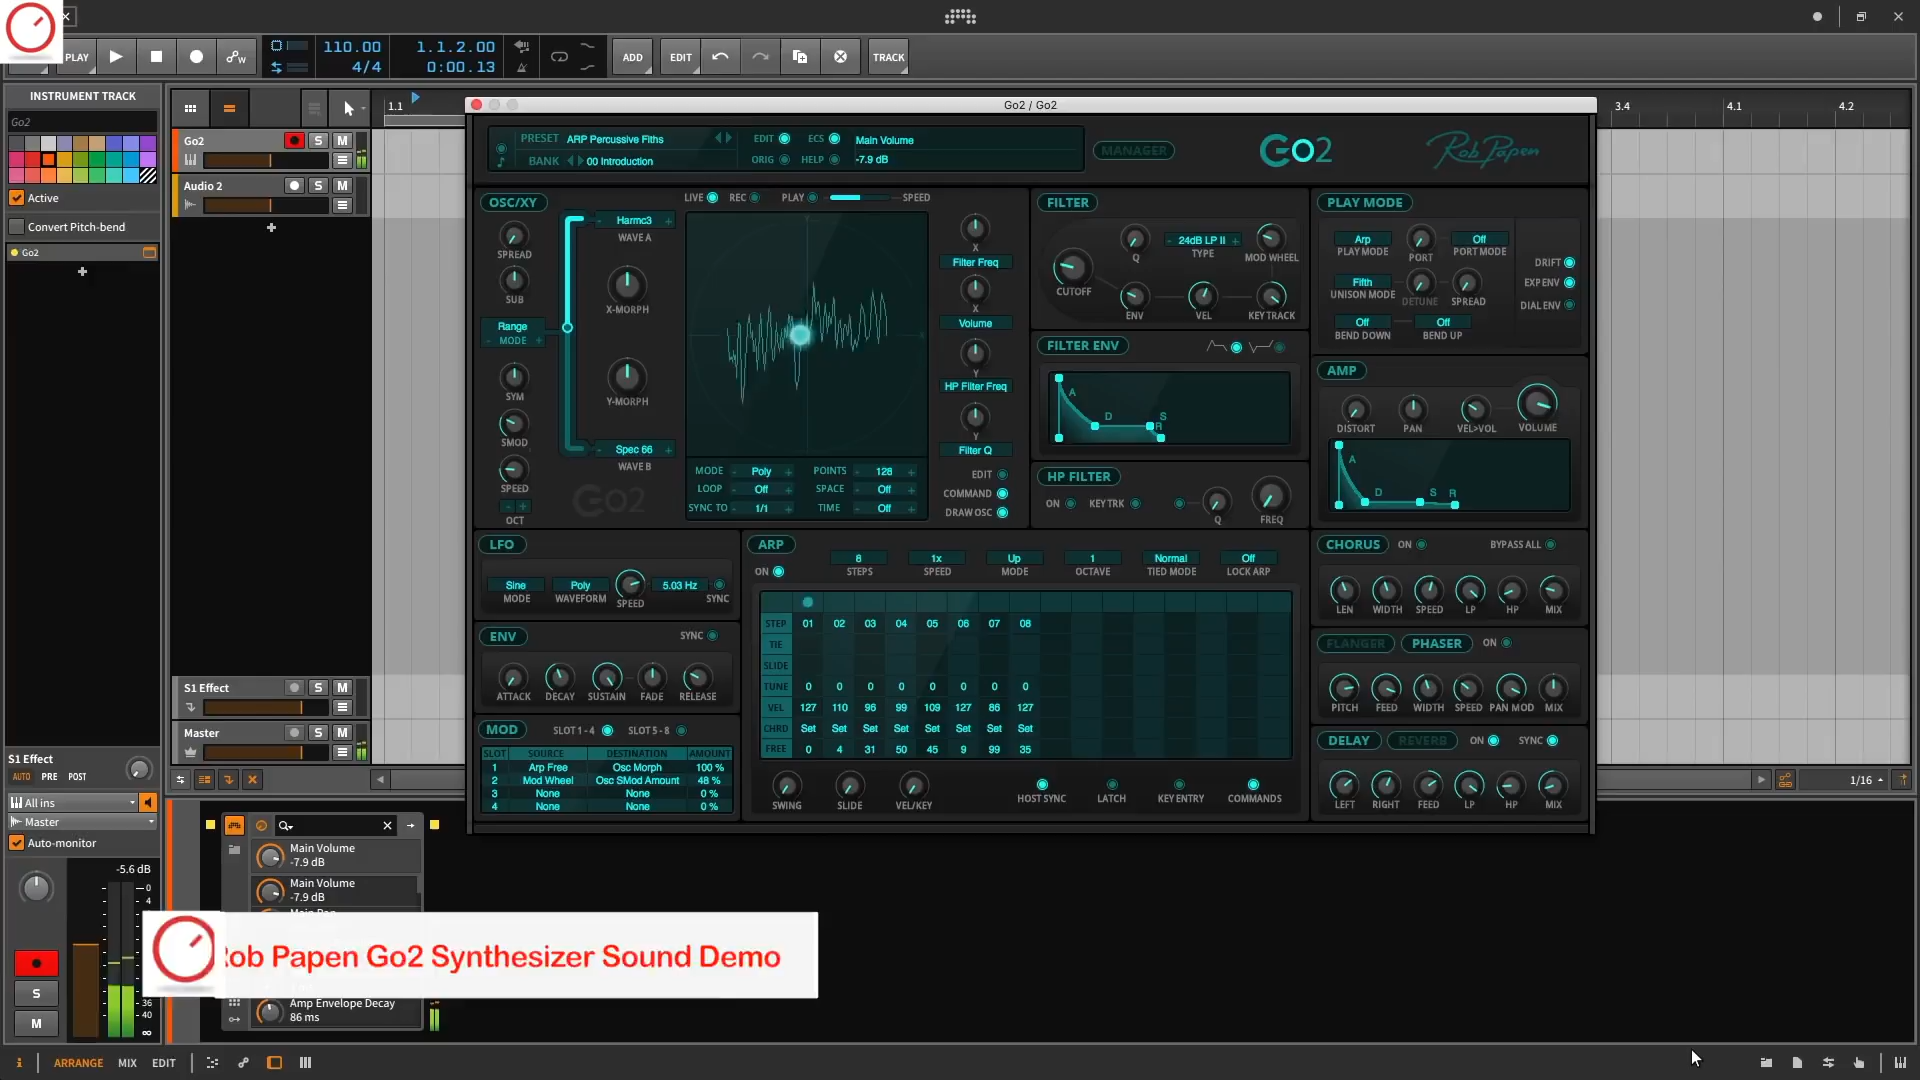 PLAY
110.00
4/4
1.1.2.00
0:00.13
ADD
EDIT
TRACK
INSTRUMENT TRACK
Go2
Active
Convert Pitch-bend
Go2
Go2
S
M
Audio 2
S
M
1.1
3.4
4.1
4.2
Go2 / Go2
PRESET ARP Percussive Fiths
BANK 00 Introduction
EDIT ECS
ORIG HELP
Main Volume
-7.9 dB
MANAGER
GO2
Rob Papen
OSC/XY
SPREAD
SUB
Range
- MODE +
SYM
SMOD
SPEED
- +
OCT
- Harmc3 +
WAVE A
X-MORPH
Y-MORPH
- Spec 66 +
WAVE B
Go2
LIVE REC PLAY SPEED
MODE - Poly + POINTS - 128 +
LOOP - Off + SPACE - Off +
SYNC TO - 1/1 + TIME - Off +
X
Filter Freq
X
Volume
Y
HP Filter Freq
Y
Filter Q
EDIT
COMMAND
DRAW OSC
FILTER
CUTOFF
Q
- 24dB LP II +
TYPE
MOD WHEEL
ENV
VEL
KEY TRACK
FILTER ENV
A
D
S
R
HP FILTER
ON KEY TRK
Q
FREQ
PLAY MODE
Arp
PLAY MODE
PORT
Off
PORT MODE
Fifth
UNISON MODE
DETUNE
SPREAD
Off
BEND DOWN
Off
BEND UP
DRIFT
EXP ENV
DIAL ENV
AMP
DISTORT
PAN
VEL>VOL
VOLUME
A
D
S
R
LFO
Sine
MODE
Poly
WAVEFORM
SPEED
5.03 Hz
SYNC
ENV
SYNC
ATTACK DECAY SUSTAIN FADE RELEASE
MOD SLOT 1 - 4 SLOT 5 - 8
SLOT SOURCE DESTINATION AMOUNT
1 Arp Free Osc Morph 100 %
2 Mod Wheel Osc SMod Amount 48 %
3 None None 0 %
4 None None 0 %
ARP
ON
8
STEPS
1x
SPEED
Up
MODE
1
OCTAVE
Normal
TIED MODE
Off
LOCK ARP
STEP 01 02 03 04 05 06 07 08
TIE
SLIDE
TUNE 0 0 0 0 0 0 0 0
VEL 127 110 96 99 109 127 86 127
CHRD Set Set Set Set Set Set Set Set
FREE 0 4 31 50 45 9 99 35
SWING SLIDE VEL/KEY HOST SYNC LATCH KEY ENTRY COMMANDS
CHORUS ON BYPASS ALL
LEN WIDTH SPEED LP HP MIX
FLANGER PHASER ON
PITCH FEED WIDTH SPEED PAN MOD MIX
DELAY REVERB ON SYNC
LEFT RIGHT FEED LP HP MIX
S1 Effect
S
M
Master
S
M
1/16
S1 Effect
AUTO PRE POST
All ins
Master
Auto-monitor
-5.6 dB
0
4
36
40
∞
S
M
Main Volume
-7.9 dB
Main Volume
-7.9 dB
Rob Papen Go2 Synthesizer Sound Demo
Amp Envelope Decay
86 ms
i
ARRANGE MIX EDIT